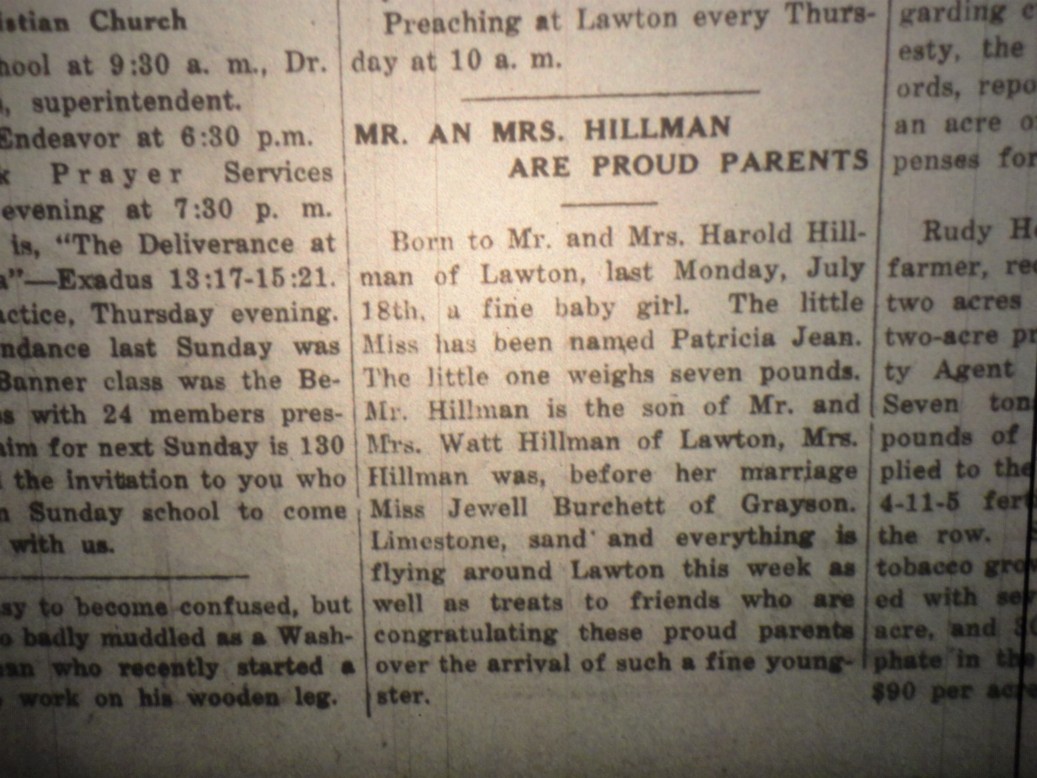 istian Church
hool at 9:30 a. m., Dr.
, superintendent.
Endeavor at 6:30 p.m.
k Prayer Services
evening at 7:30 p. m.
is, "The Deliverance at
a"—Exadus 13:17-15:21.
actice, Thursday evening.
ndance last Sunday was
Banner class was the Be-
s with 24 members pres-
aim for next Sunday is 130
the invitation to you who
n Sunday school to come
with us.
sy to become confused, but
o badly muddled as a Wash-
ean who recently started a
work on his wooden leg.
Preaching at Lawton every Thurs-
day at 10 a. m.
MR. AN MRS. HILLMAN
ARE PROUD PARENTS
Born to Mr. and Mrs. Harold Hill-
man of Lawton, last Monday, July
18th, a fine baby girl. The little
Miss has been named Patricia Jean.
The little one weighs seven pounds.
Mr. Hillman is the son of Mr. and
Mrs. Watt Hillman of Lawton, Mrs.
Hillman was, before her marriage
Miss Jewell Burchett of Grayson.
Limestone, sand and everything is
flying around Lawton this week as
well as treats to friends who are
congratulating these proud parents
over the arrival of such a fine young-
ster.
garding c
esty, the
ords, repo
an acre o
penses for
Rudy H
farmer, re
two acres
two-acre pr
ty Agent
Seven ton
pounds of
plied to the
4-11-5 fert
the row.
tobacco grow
ed with sev
acre, and 30
phate in the
$90 per acre